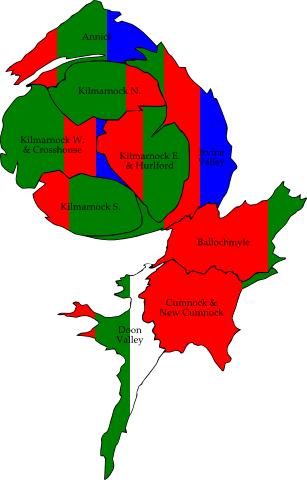 Annick
Kilmarnock N.
Kilmarnock W.
& Crosshouse
Kilmarnock E.
& Hurlford
Irvine
Valley
Kilmarnock S.
Ballochmyle
Cumnock &
New Cumnock
Doon
Valley